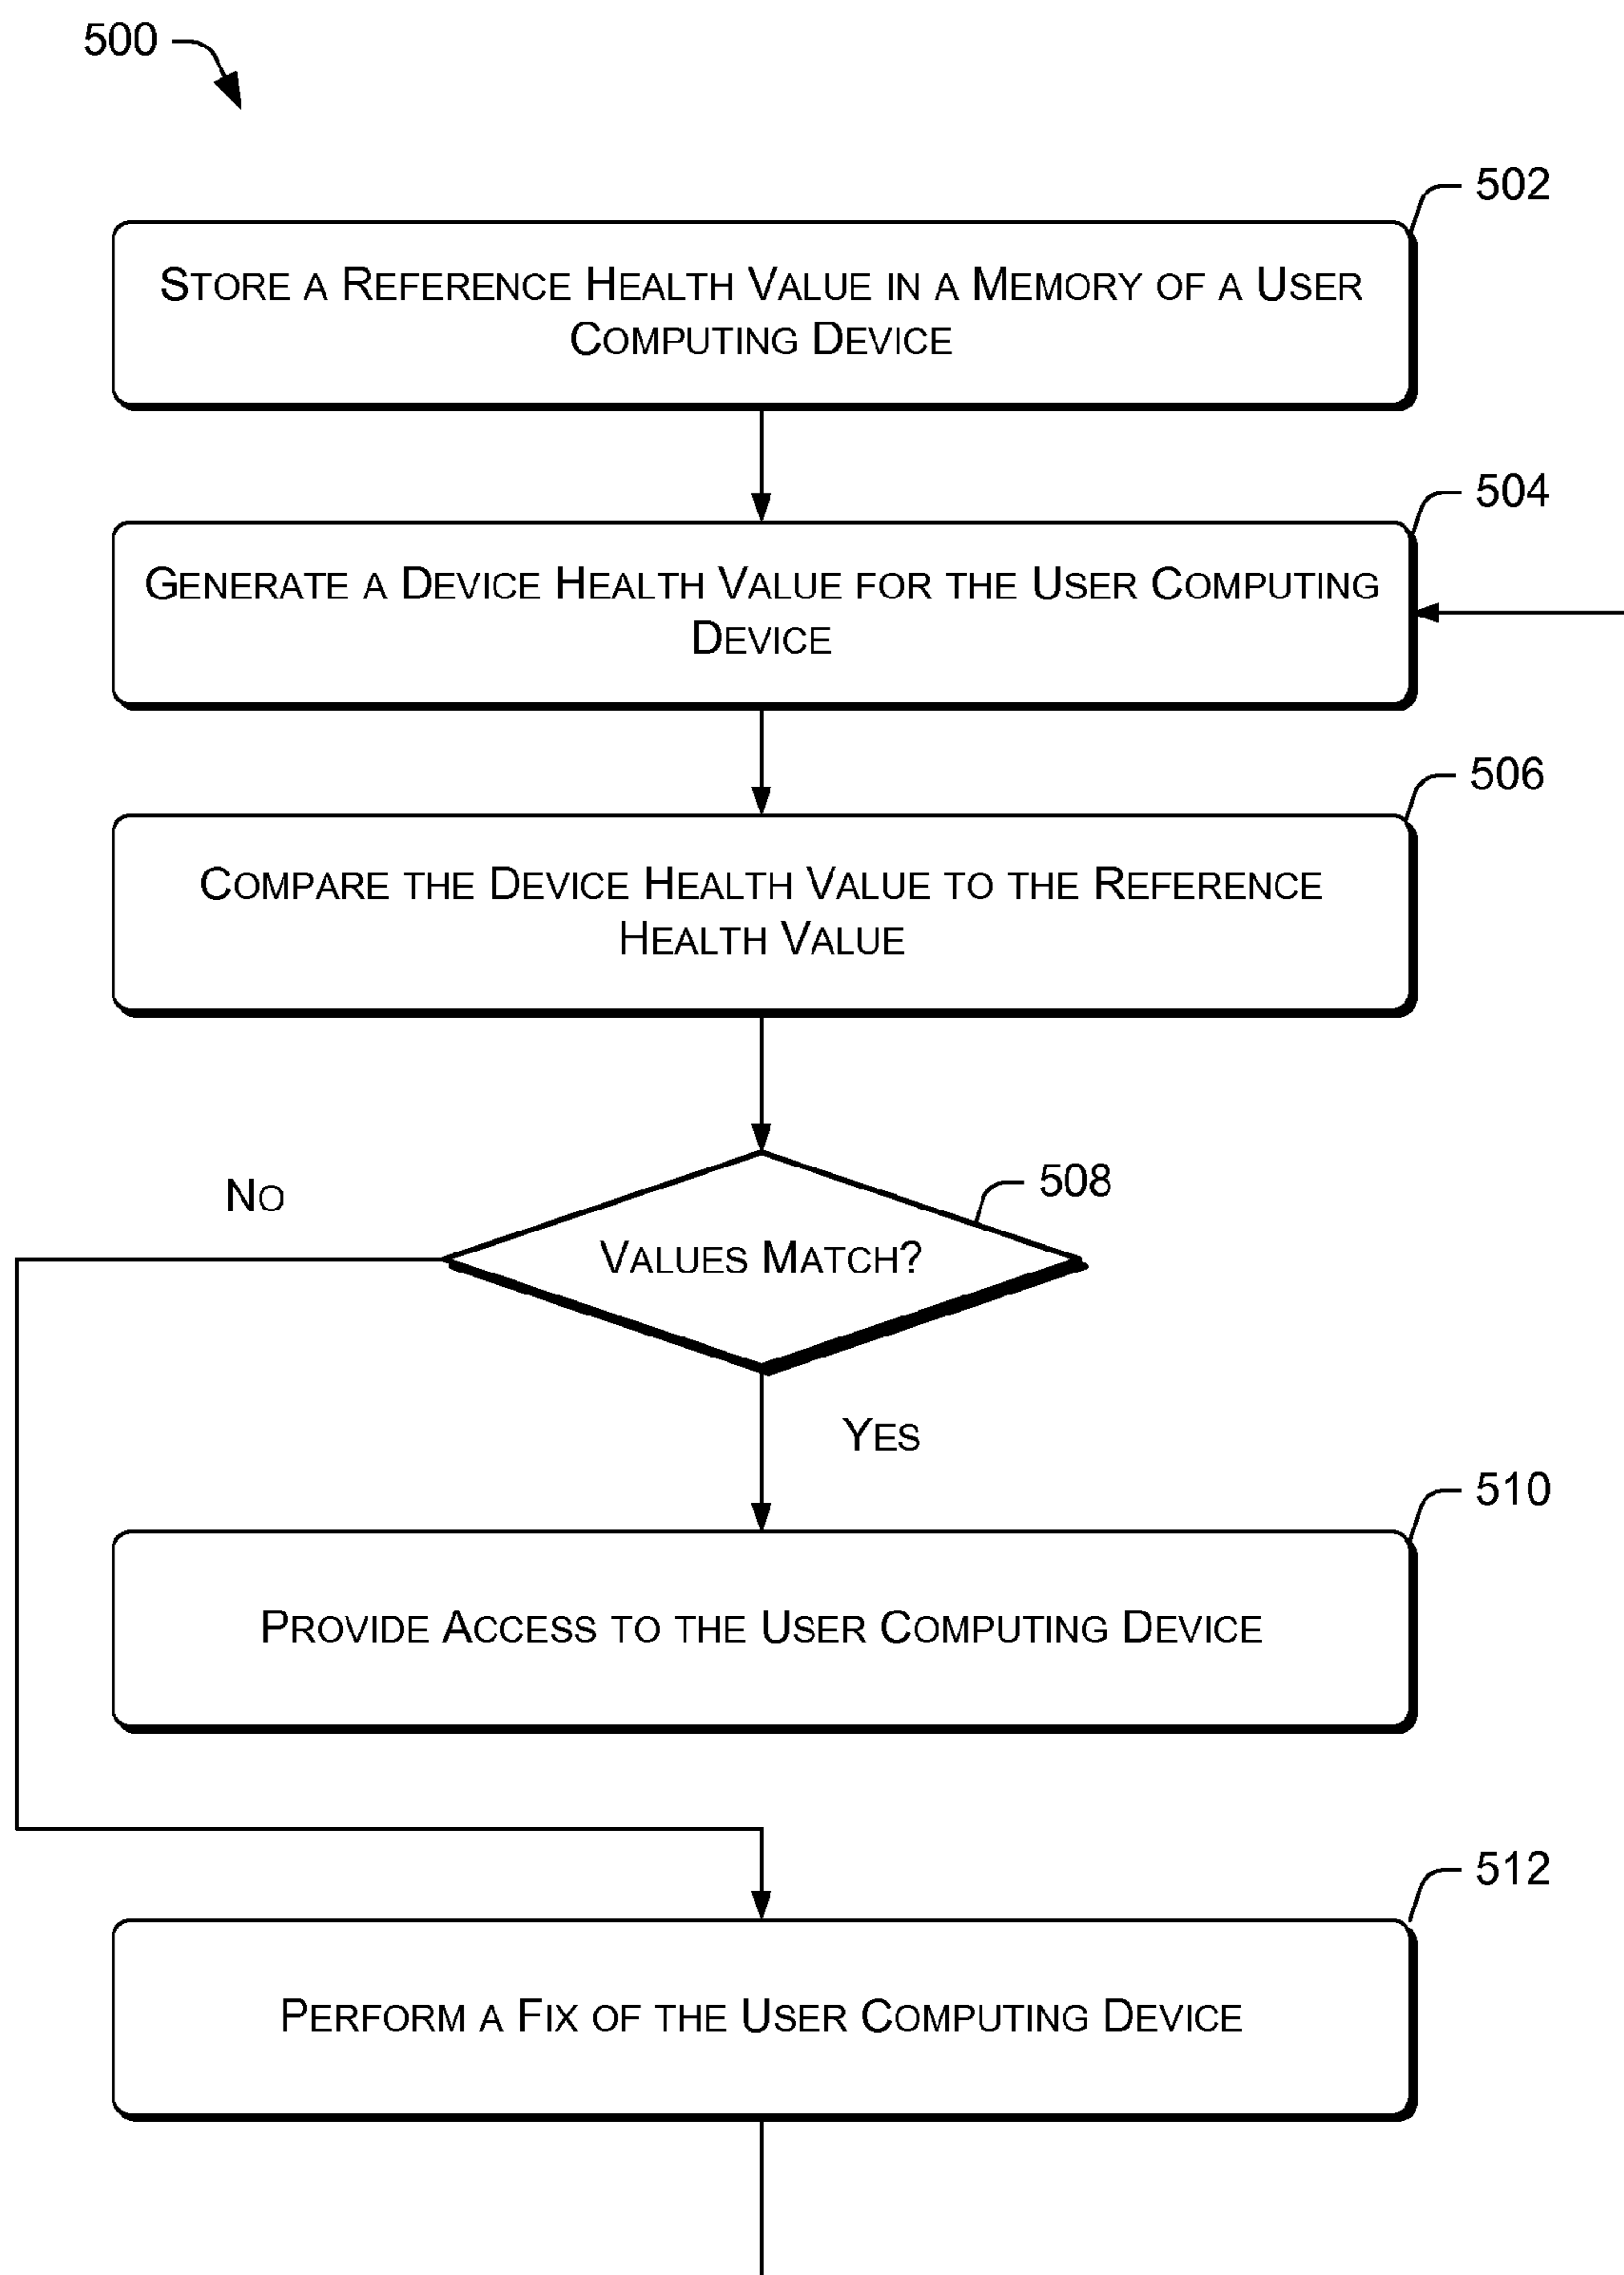 500
502
STORE A REFERENCE HEALTH VALUE IN A MEMORY OF A USER
COMPUTING DEVICE
504
GENERATE A DEVICE HEALTH VALUE FOR THE USER COMPUTING
DEVICE
506
COMPARE THE DEVICE HEALTH VALUE TO THE REFERENCE
HEALTH VALUE
508
NO
VALUES MATCH?
YES
510
PROVIDE ACCESS TO THE USER COMPUTING DEVICE
512
PERFORM A FIX OF THE USER COMPUTING DEVICE